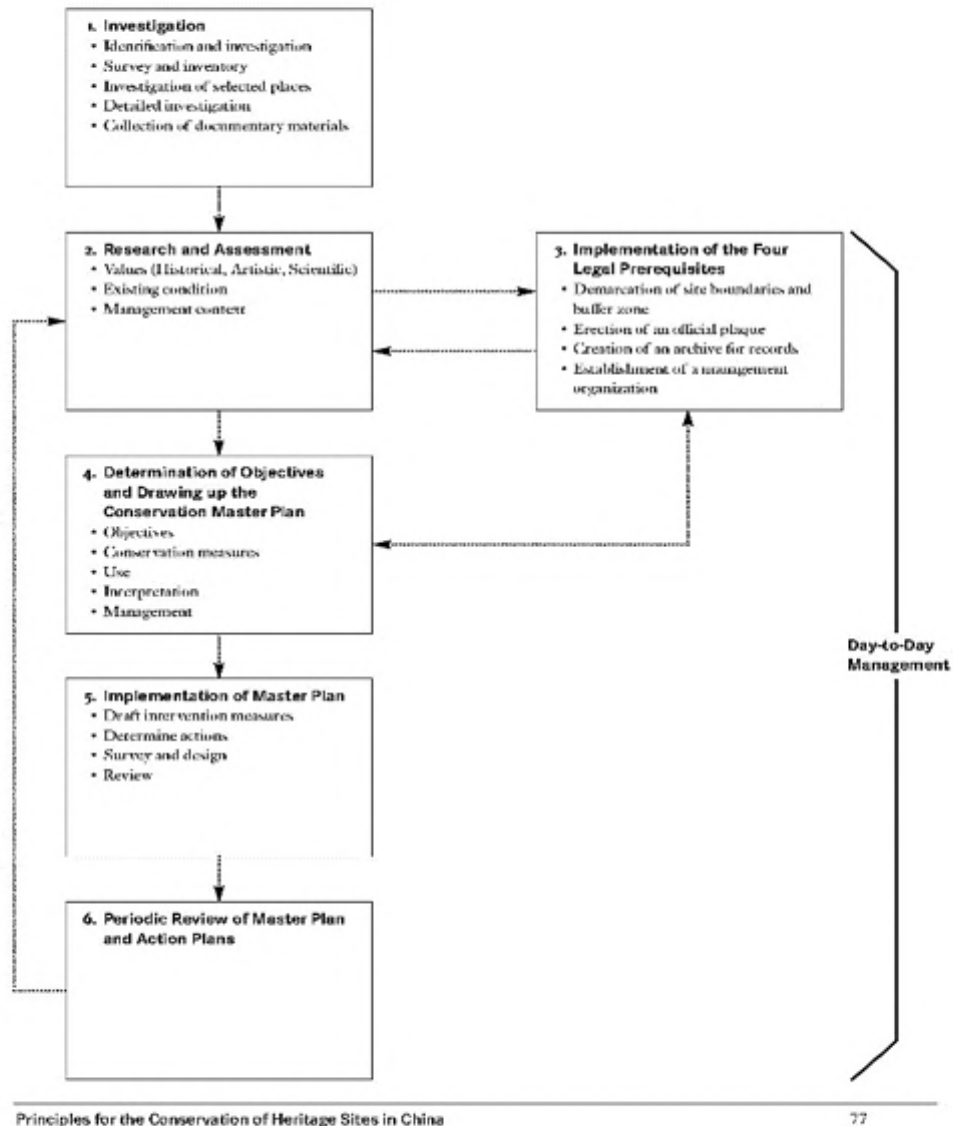 1. Investigation
• Identification and investigation
• Survey and inventory
• Investigation of selected places
• Detailed investigation
• Collection of documentary materials
2. Research and Assessment
• Values (Historical, Artistic, Scientific)
• Existing condition
• Management context
3. Implementation of the Four
Legal Prerequisites
• Demarcation of site boundaries and
buffer zone
• Erection of an official plaque
• Creation of an archive for records
• Establishment of a management
organization
4. Determination of Objectives
and Drawing up the
Conservation Master Plan
• Objectives
• Conservation measures
• Use
• Interpretation
• Management
Day-to-Day
Management
5. Implementation of Master Plan
• Draft intervention measures
• Determine actions
• Survey and design
• Review
6. Periodic Review of Master Plan
and Action Plans
Principles for the Conservation of Heritage Sites in China
77